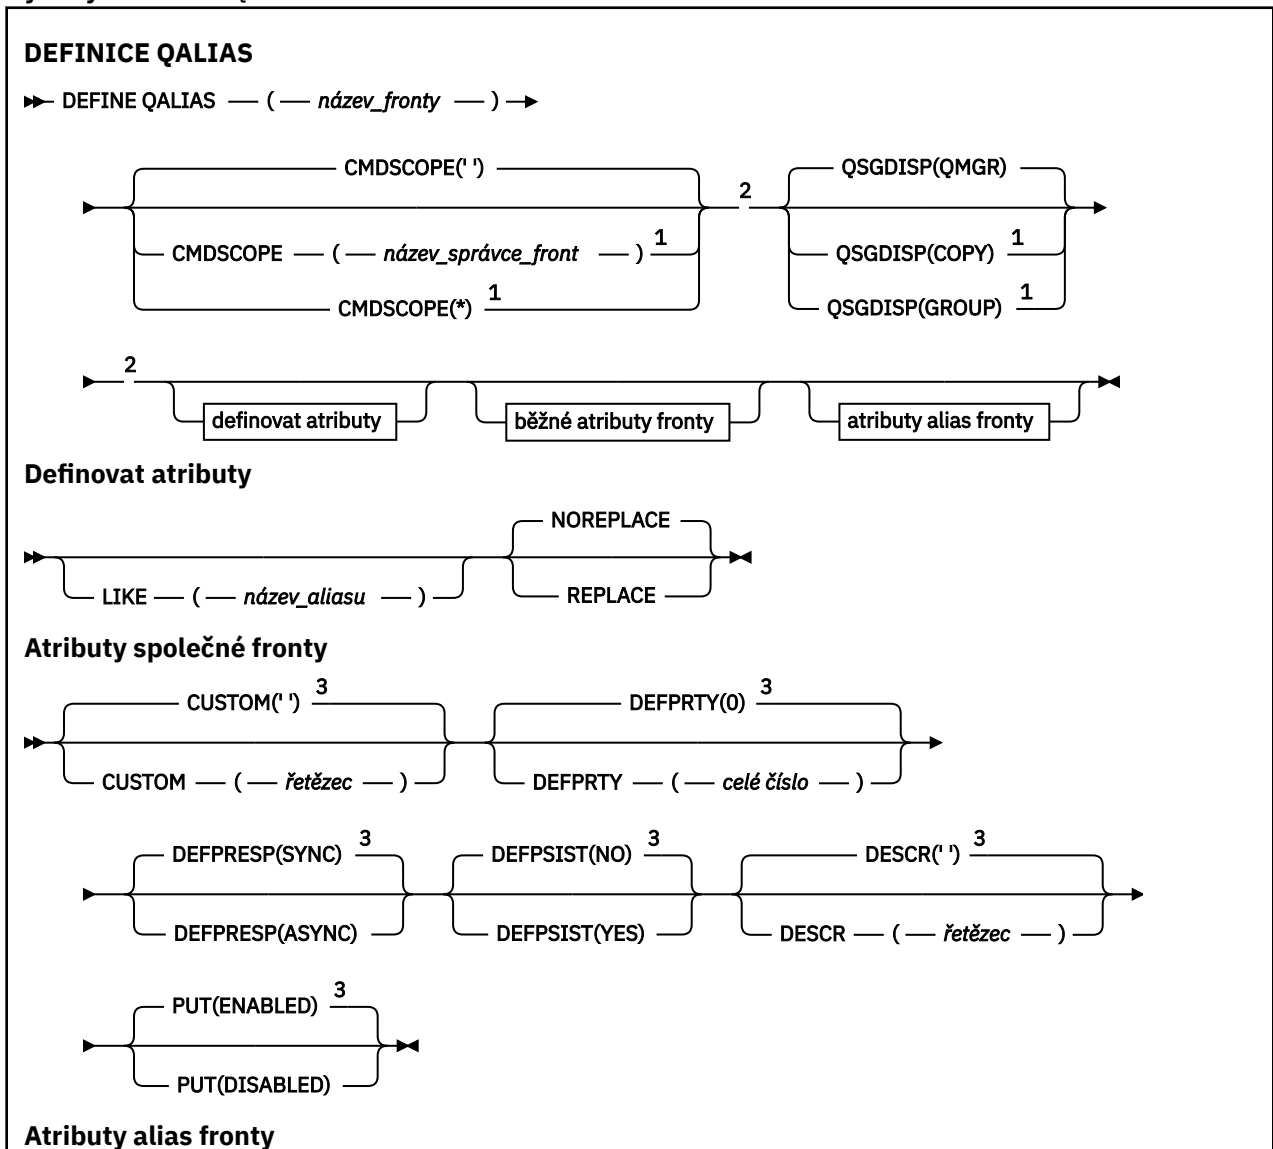 DEFINICE QALIAS
DEFINE QALIAS ( název_fronty )
CMDSCOPE(' ')
CMDSCOPE ( název_správce_front ) 1
CMDSCOPE(*) 1
2
QSGDISP(QMGR)
QSGDISP(COPY) 1
QSGDISP(GROUP) 1
2
definovat atributy
běžné atributy fronty
atributy alias fronty
Definovat atributy
LIKE ( název_aliasu )
NOREPLACE
REPLACE
Atributy společné fronty
CUSTOM(' ') 3
CUSTOM ( řetězec )
DEFPRTY(0) 3
DEFPRTY ( celé číslo )
DEFPRESP(SYNC) 3
DEFPRESP(ASYNC)
DEFPSIST(NO) 3
DEFPSIST(YES)
DESCR(' ') 3
DESCR ( řetězec )
PUT(ENABLED) 3
PUT(DISABLED)
Atributy alias fronty